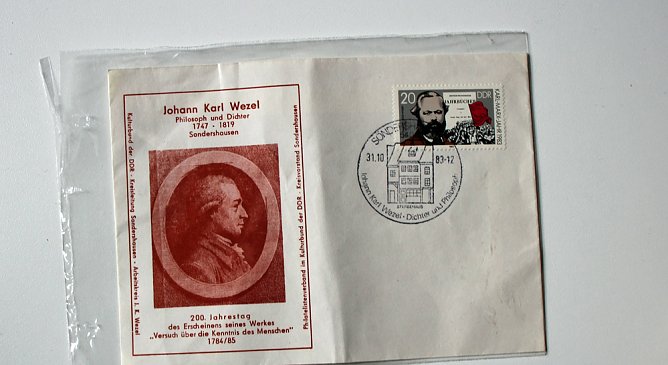 Johann Karl Wezel
Philosoph und Dichter
1747 - 1819
Sondershausen
Kulturbund der DDR · Kreisleitung Sondershausen · Arbeitskreis J. K. Wezel
Philatelistenverband im Kulturbund der DDR · Kreisvorstand Sondershausen
200. Jahrestag
des Erscheinens seines Werkes
„Versuch über die Kenntnis des Menschen"
1784/85
20
DDR
JAHRBÜCHER
KARL-MARX-JAHR 1983
31.10
83-12
STERBEHAUS
Johann Karl Wezel · Dichter und Philosoph